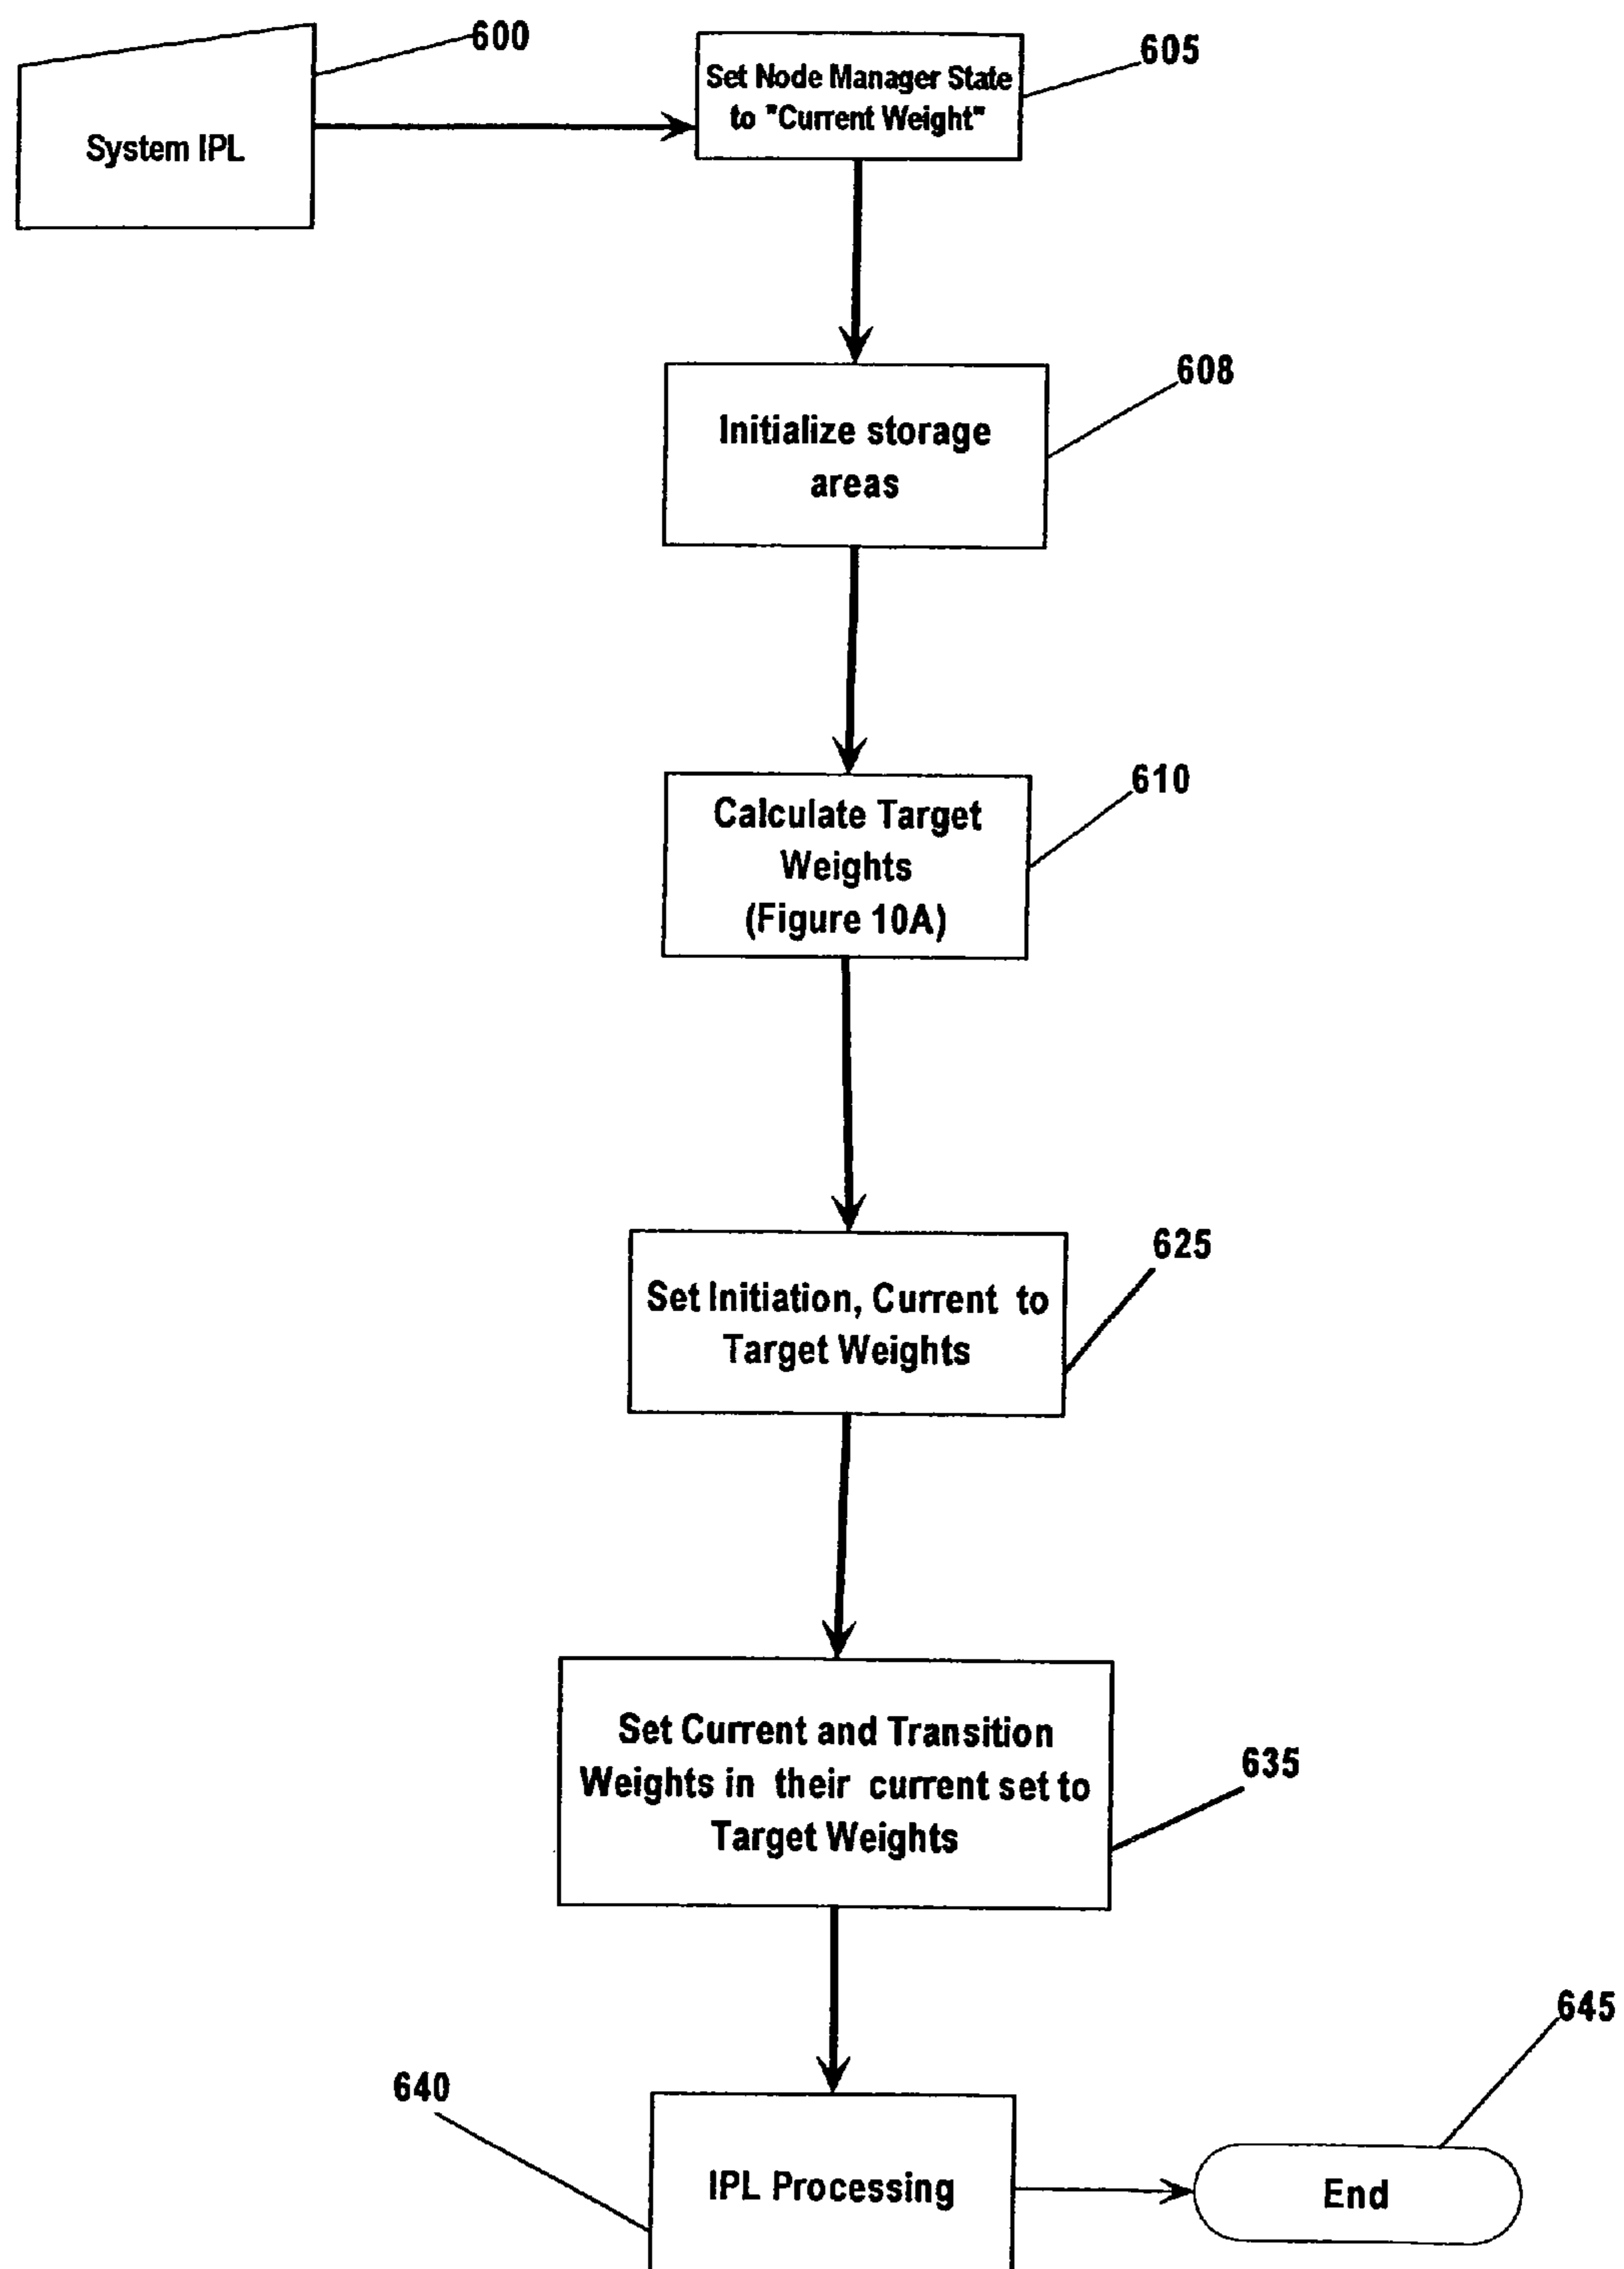 600
System IPL
605
Set Node Manager State
to "Current Weight"
608
Initialize storage
areas
610
Calculate Target
Weights
(Figure 10A)
625
Set Initiation, Current to
Target Weights
635
Set Current and Transition
Weights in their current set to
Target Weights
640
IPL Processing
645
End